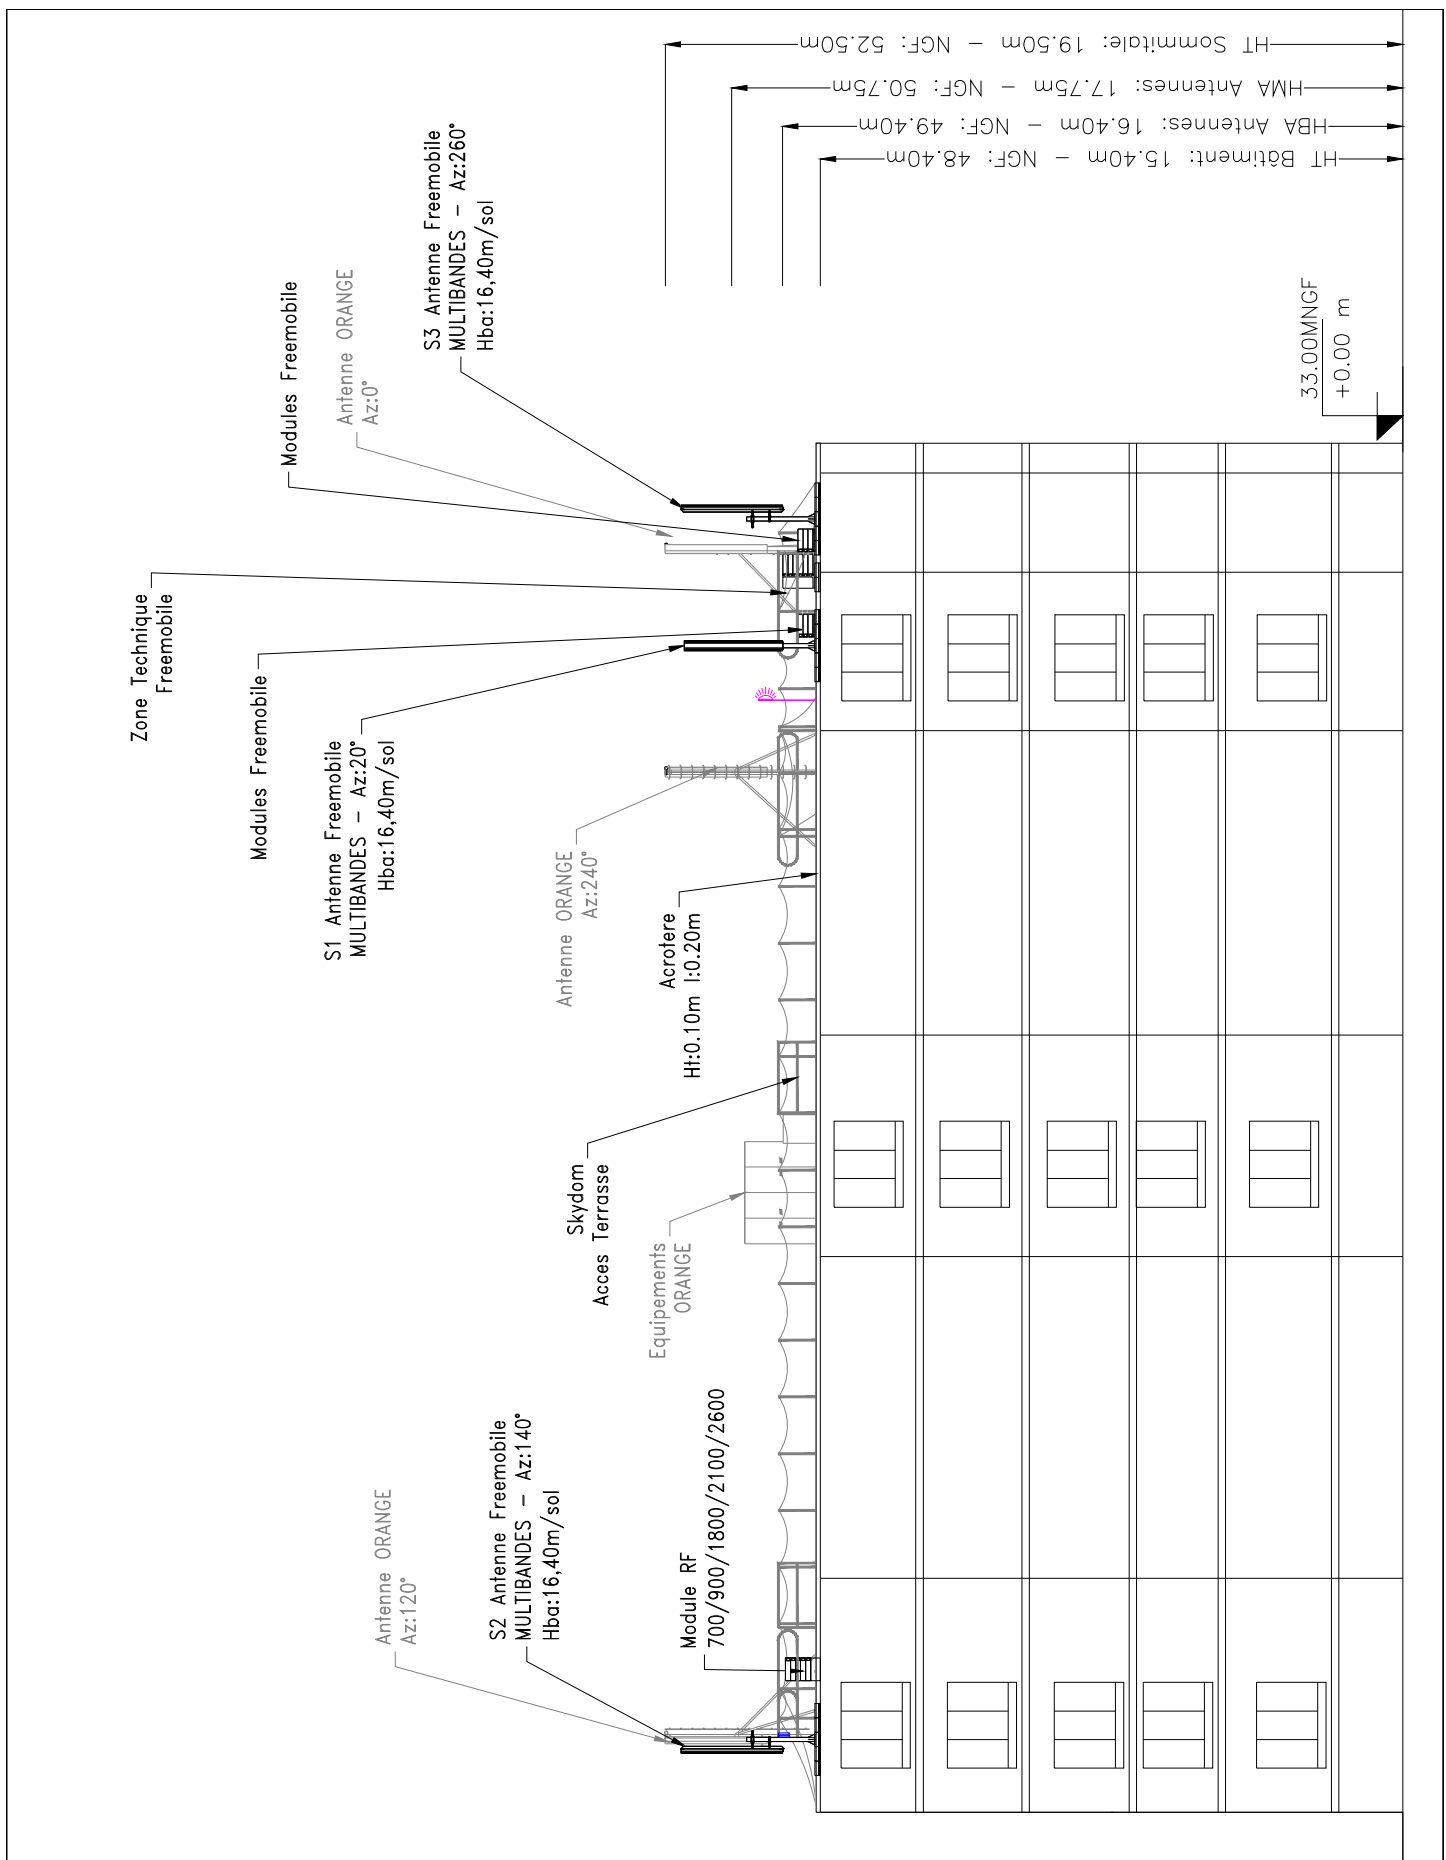 Antenne ORANGE
Az:120°
S2 Antenne Freemobile
MULTIBANDES - Az:140°
Hba:16,40m/sol
Module RF
700/900/1800/2100/2600
Equipements
ORANGE
Skydom
Acces Terrasse
Acrotere
Ht:0.10m l:0.20m
Antenne ORANGE
Az:240°
S1 Antenne Freemobile
MULTIBANDES - Az:20°
Hba:16,40m/sol
Modules Freemobile
Zone Technique
Freemobile
Modules Freemobile
Antenne ORANGE
Az:0°
S3 Antenne Freemobile
MULTIBANDES - Az:260°
Hba:16,40m/sol
HT Sommitale: 19.50m - NGF: 52.50m
HMA Antennes: 17.75m - NGF: 50.75m
HBA Antennes: 16.40m - NGF: 49.40m
HT Bâtiment: 15.40m - NGF: 48.40m
33.00MNGF
+0.00 m